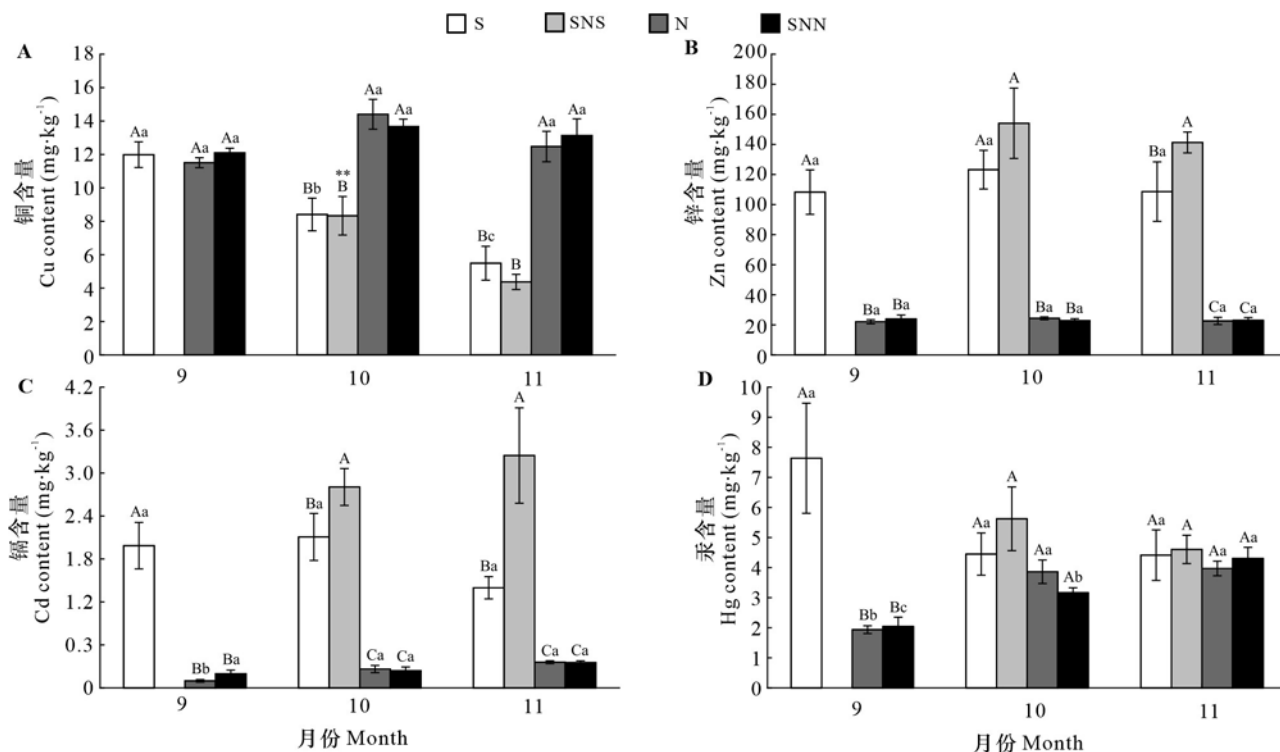 S SNS N SNN
A
铜含量
Cu content (mg·kg⁻¹)
18
16
14
12
10
8
6
4
2
0
Aa Aa Aa
Bb ** B Aa Aa
Bc B Aa Aa
9 10 11
B
锌含量
Zn content (mg·kg⁻¹)
200
180
160
140
120
100
80
60
40
20
0
Aa Ba Ba
Aa A Ba Ba
Ba A Ca Ca
9 10 11
C
镉含量
Cd content (mg·kg⁻¹)
4.2
3.6
3.0
2.4
1.8
1.2
0.3
0
Aa Bb Ba
Ba A Ca Ca
Ba A Ca Ca
9 10 11
月份 Month
D
汞含量
Hg content (mg·kg⁻¹)
10
9
8
7
6
5
4
3
2
1
0
Aa Bb Bc
Aa A Aa Ab
Aa A Aa Aa
9 10 11
月份 Month